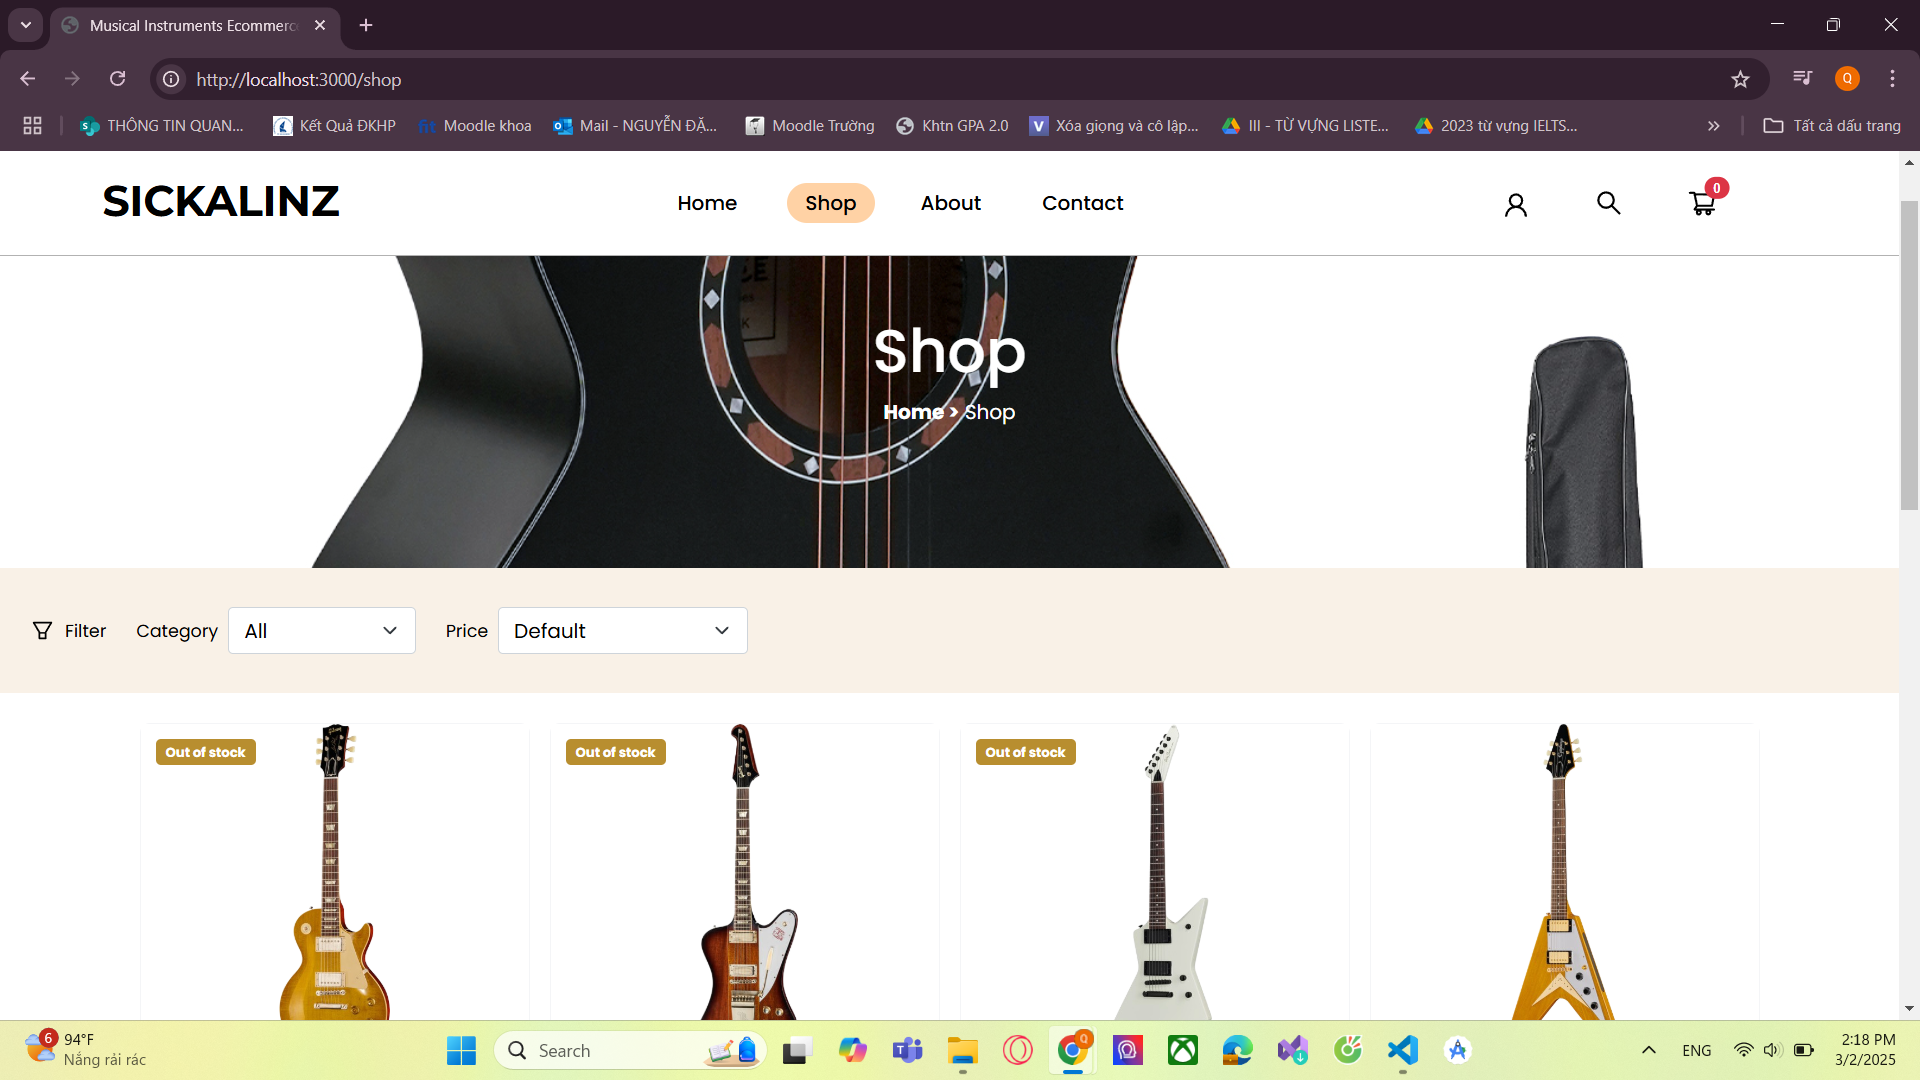 Musical Instruments Ecommerc
http://localhost:3000/shop
Q
THÔNG TIN QUAN...
Kết Quả ĐKHP
fit Moodle khoa
Mail - NGUYỄN ĐẶ...
Moodle Trường
Khtn GPA 2.0
V Xóa giọng và cô lập...
III - TỪ VỰNG LISTE...
2023 từ vựng IELTS...
Tất cả dấu trang
SICKALINZ
Home
Shop
About
Contact
0
Shop
Home > Shop
Filter
Category
All
Price
Default
Out of stock
Out of stock
Out of stock
6
94°F
Nắng rải rác
Search
Q
ENG
2:18 PM
3/2/2025